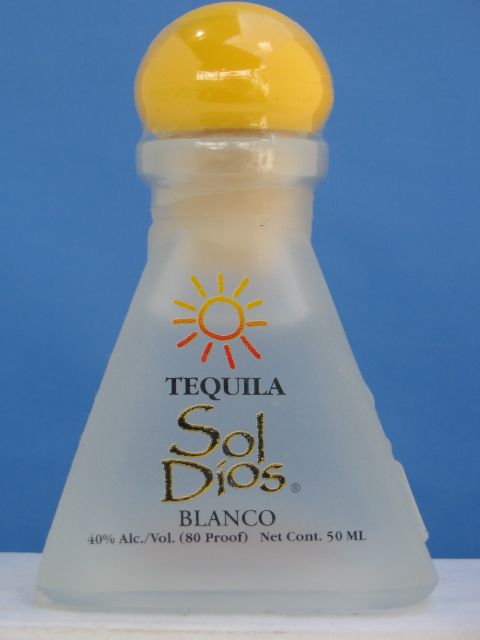 TEQUILA
Sol
Dios®
BLANCO
40% Alc./Vol. (80 Proof) Net Cont. 50 ML